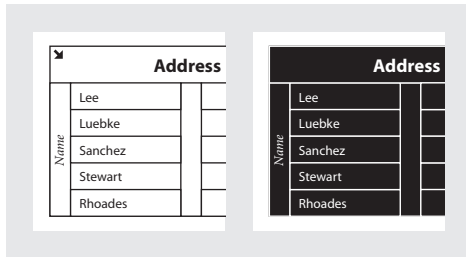 Address
Name
Lee
Luebke
Sanchez
Stewart
Rhoades
Address
Name
Lee
Luebke
Sanchez
Stewart
Rhoades